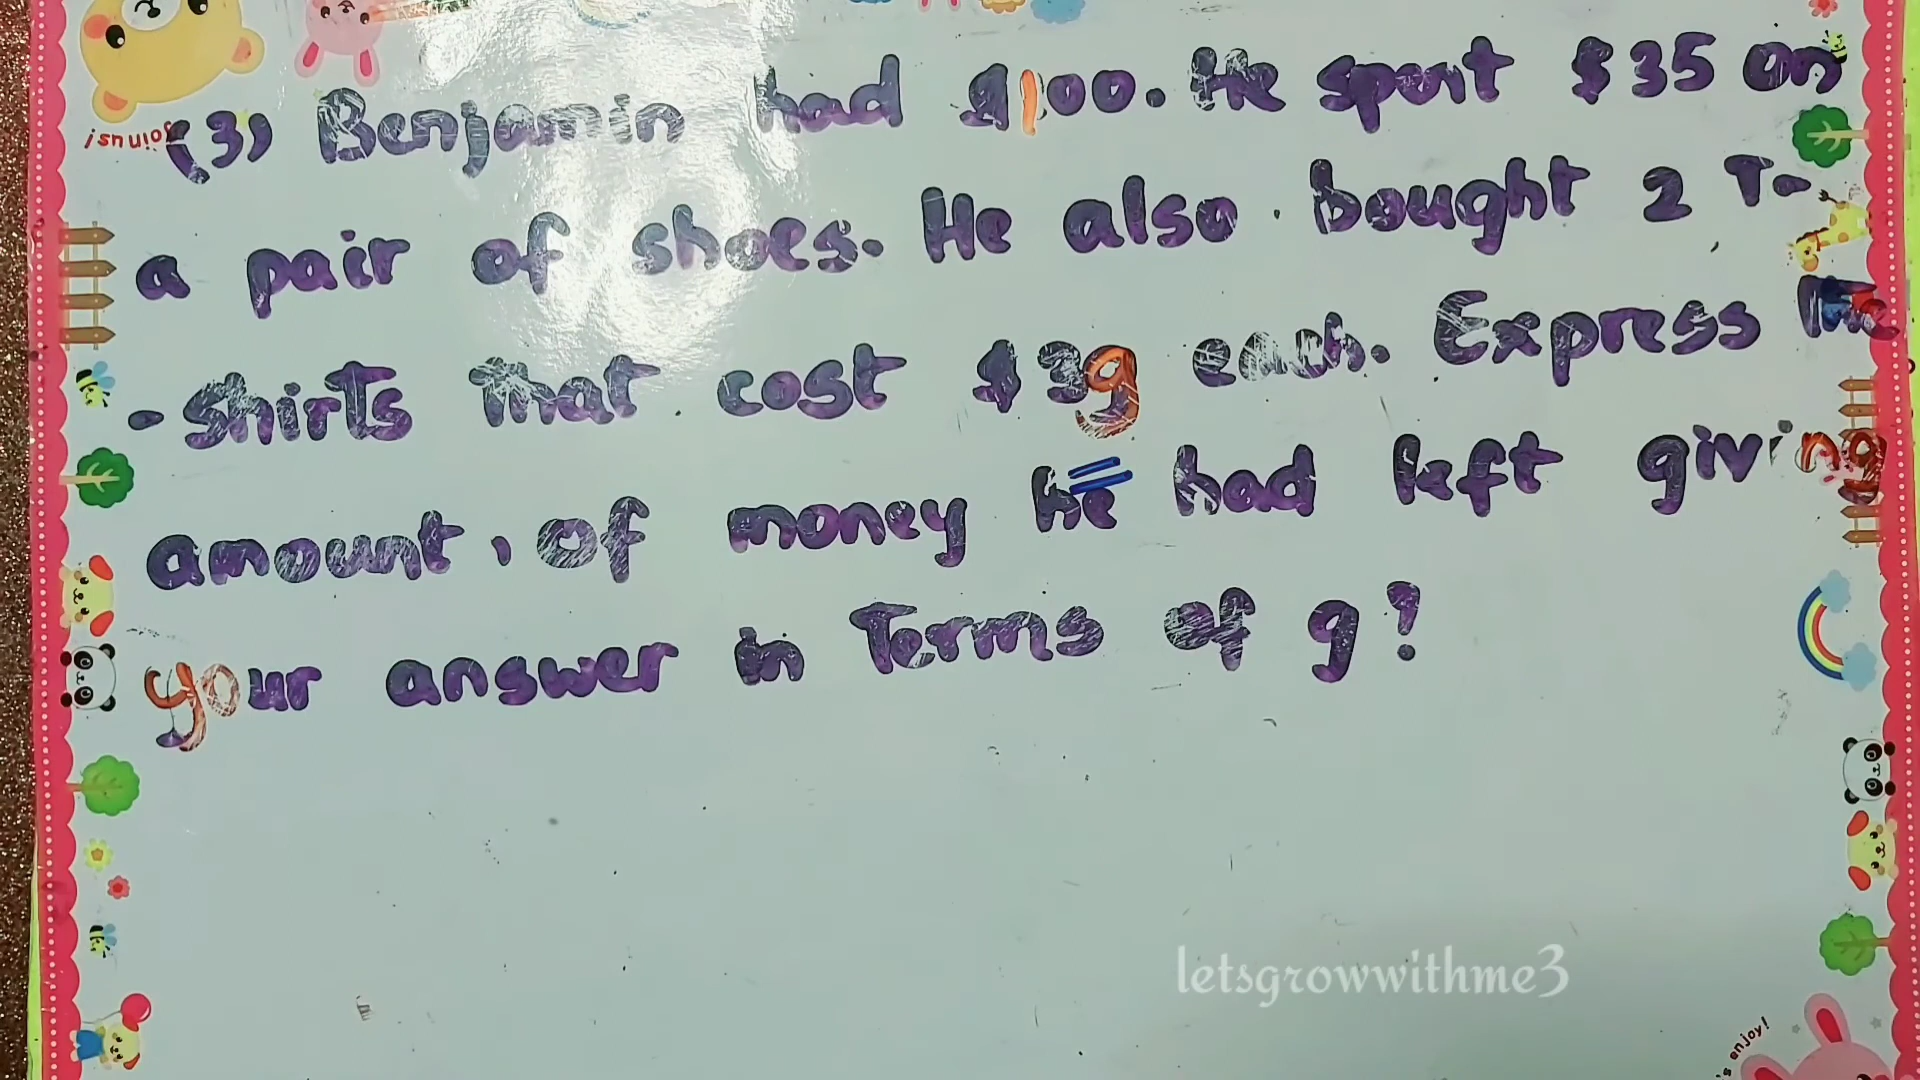 (3) Benjamin had $100. He spent $35 on
a pair of shoes. He also bought 2 T-
-shirts that cost $3g each. Express the
amount of money he had left giving
your answer in Terms of g?
join us!
letsgrowwithme3
enjoy!